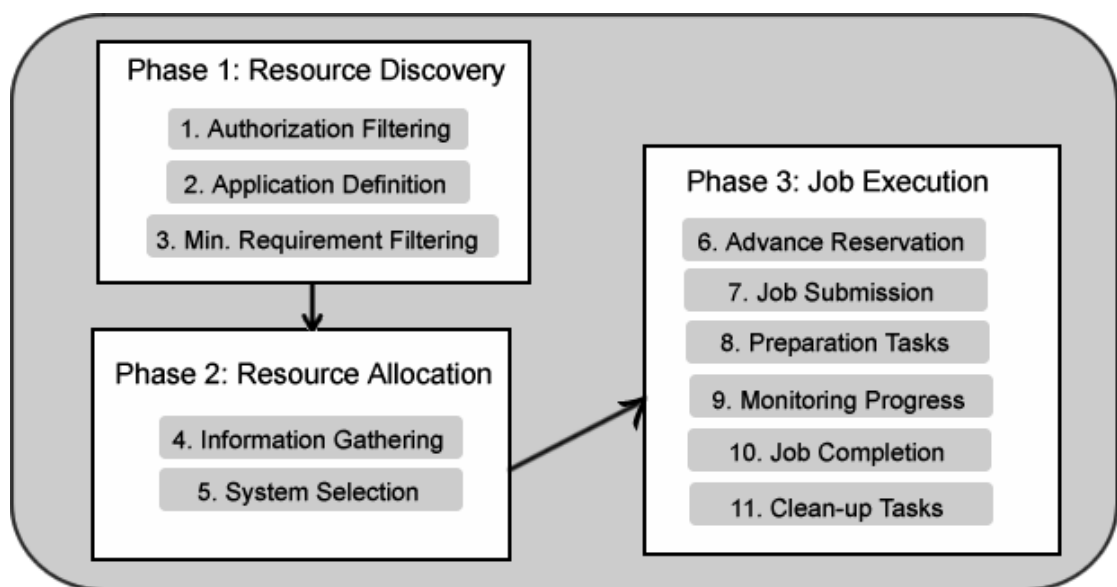 Phase 1: Resource Discovery
1. Authorization Filtering
2. Application Definition
3. Min. Requirement Filtering
Phase 2: Resource Allocation
4. Information Gathering
5. System Selection
Phase 3: Job Execution
6. Advance Reservation
7. Job Submission
8. Preparation Tasks
9. Monitoring Progress
10. Job Completion
11. Clean-up Tasks